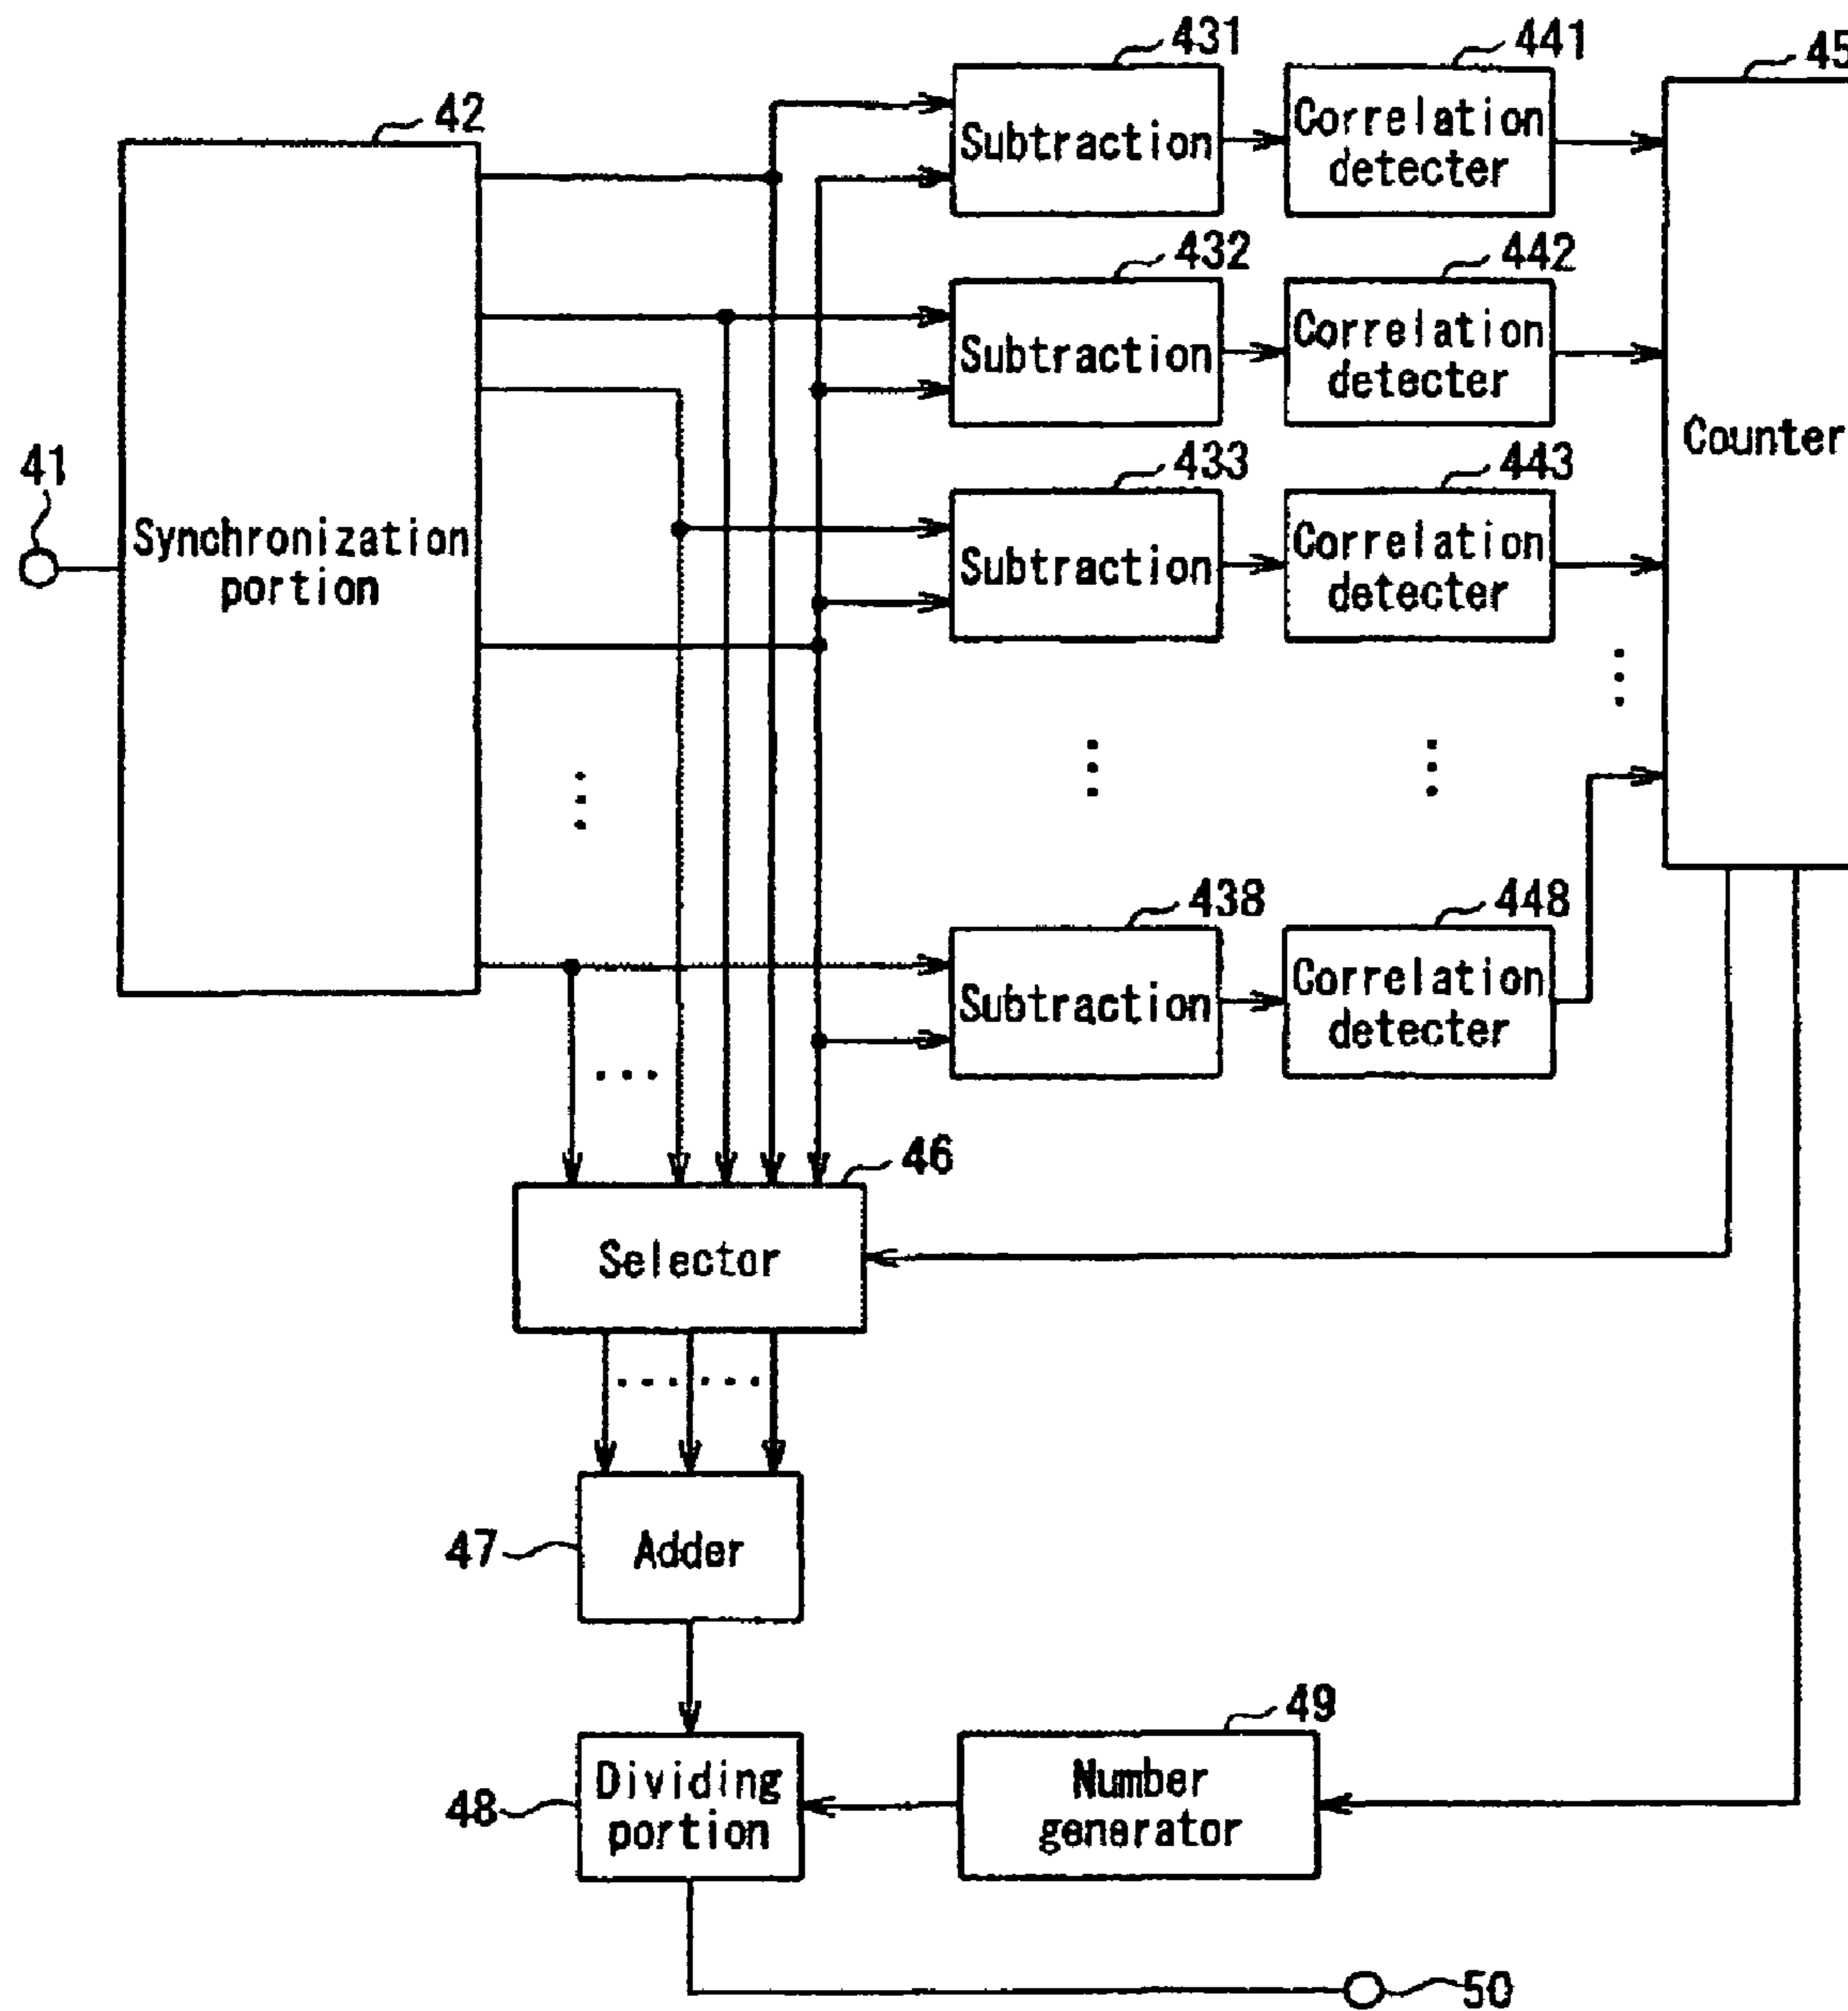 431
441
45
42
Subtraction
Correlation
detecter
432
442
Subtraction
Correlation
detecter
Counter
41
433
443
Synchronization
portion
Subtraction
Correlation
detecter
438
448
Subtraction
Correlation
detecter
46
Selector
47
Adder
49
48
Dividing
portion
Number
generator
50